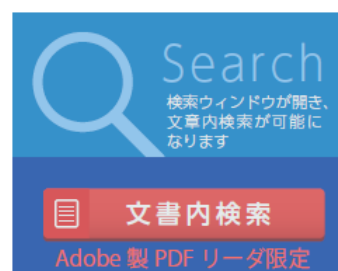 Search
検索ウィンドウが開き、
文章内検索が可能に
なります
文書内検索
Adobe 製 PDF リーダ限定